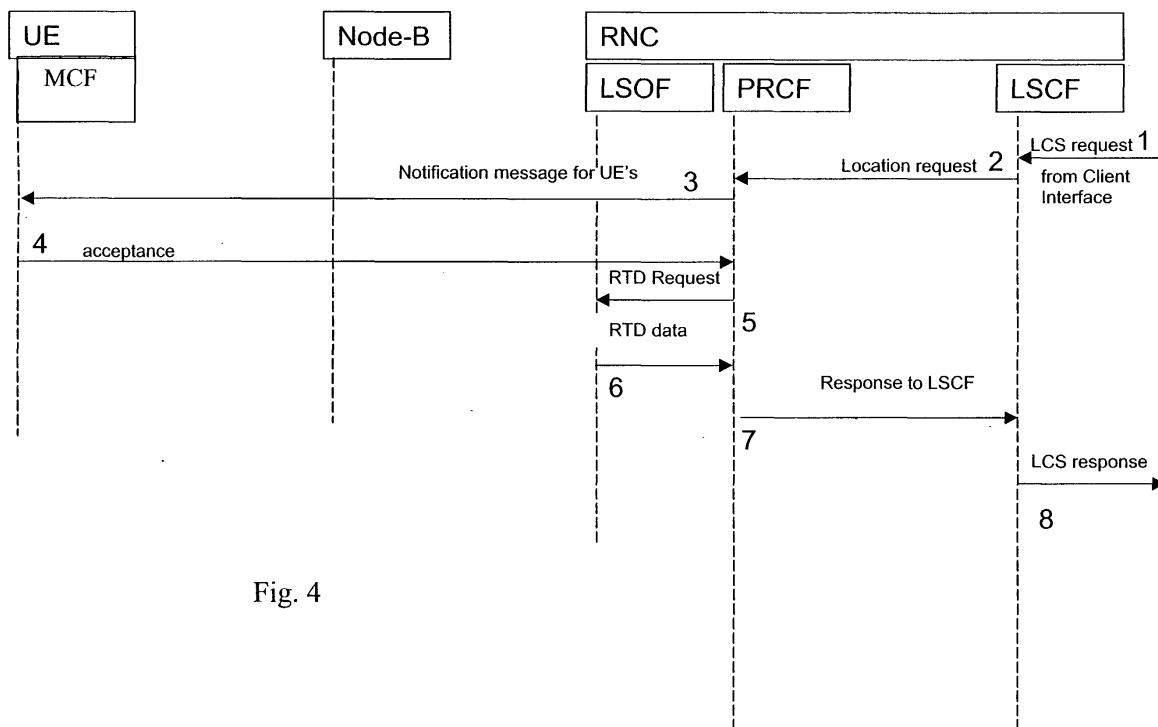 UE
Node-B
RNC
MCF
LSOF
PRCF
LSCF
LCS request 1
from Client
Interface
Location request 2
Notification message for UE's 3
4 acceptance
RTD Request
5
RTD data
6
Response to LSCF
7
LCS response
8
Fig. 4